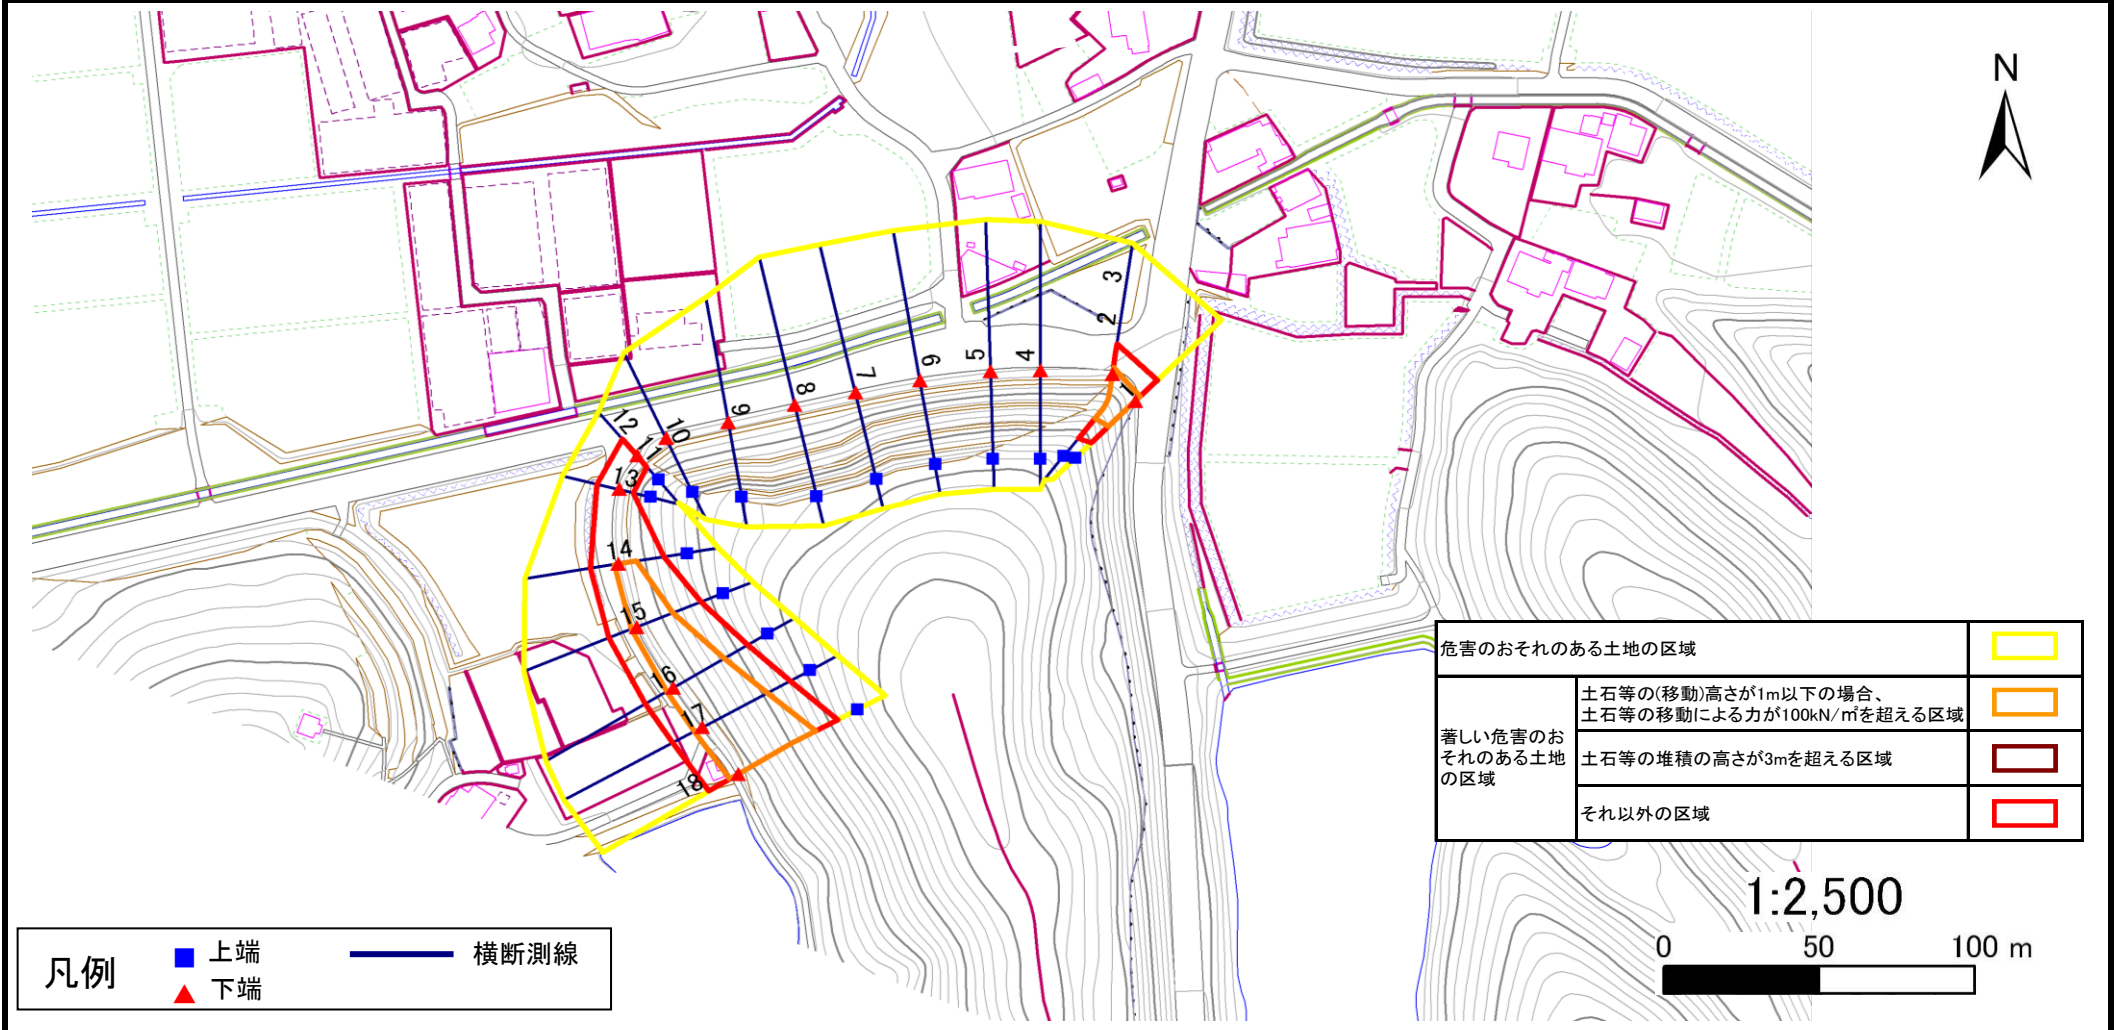 N
3
2
1
4
5
6
7
8
9
10
11
12
13
14
15
16
17
18
危害のおそれのある土地の区域
著しい危害のお
それのある土地
の区域
土石等の(移動)高さが1m以下の場合、
土石等の移動による力が100kN/㎡を超える区域
土石等の堆積の高さが3mを超える区域
それ以外の区域
1:2,500
0 50 100 m
凡例
上端
下端
横断測線